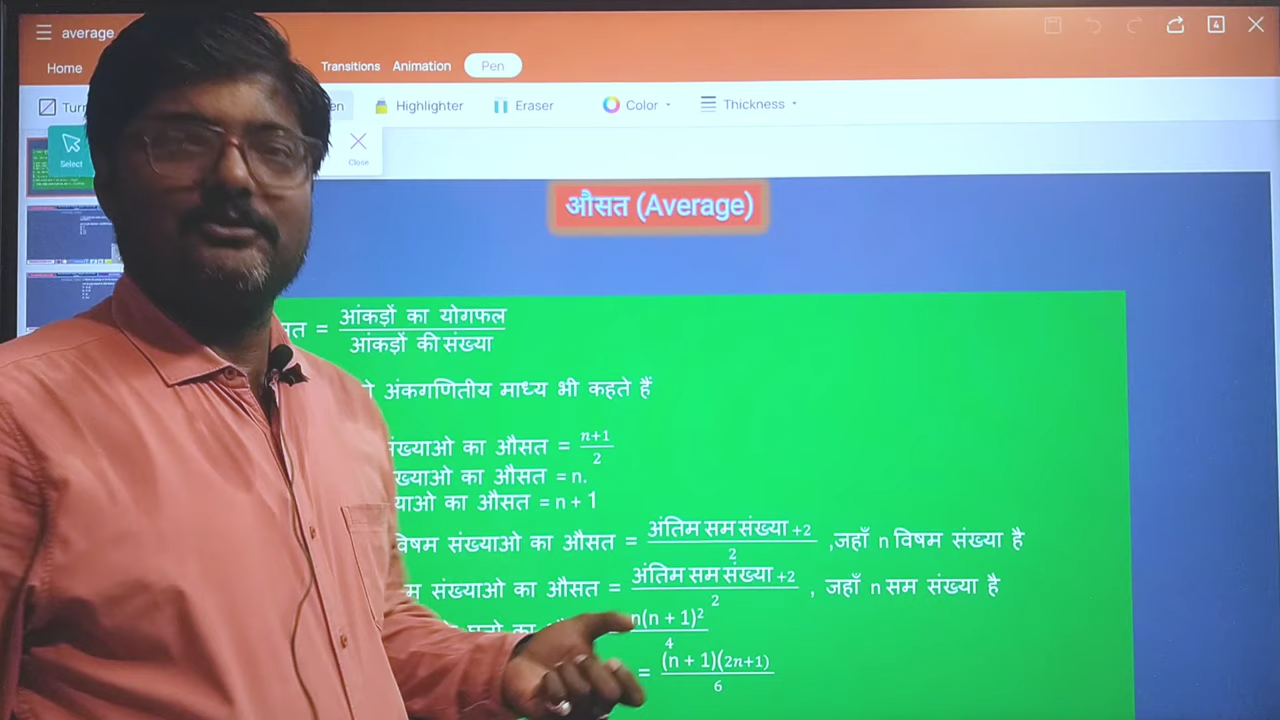 average
Home
Transitions
Animation
Pen
Highlighter
Eraser
Color
Thickness
Select
Close
4
औसत (Average)
= आंकड़ों का योगफल
आंकड़ों की संख्या
अंकगणितीय माध्य भी कहते हैं
का औसत = n+1
2
का औसत = n.
का औसत = n + 1
विषम संख्याओ का औसत = अंतिम सम संख्या +2 ,जहाँ n विषम संख्या है
2
संख्याओ का औसत = अंतिम सम संख्या +2 , जहाँ n सम संख्या है
2
n(n + 1)²
4
= (n + 1)(2n+1)
6